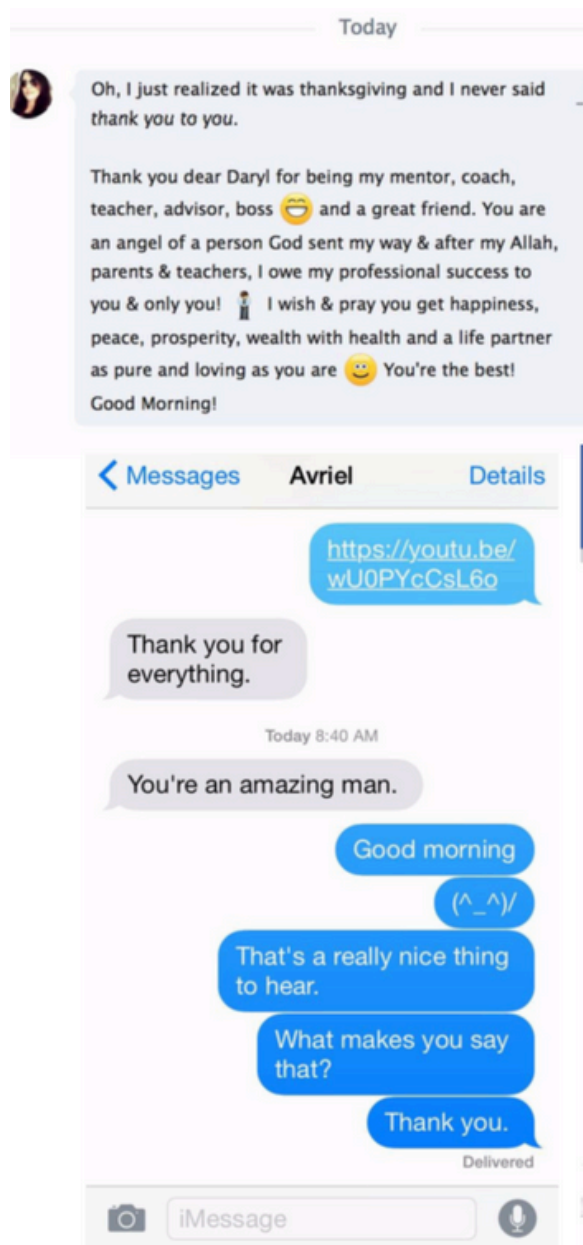 Today
Oh, I just realized it was thanksgiving and I never said
thank you to you.
Thank you dear Daryl for being my mentor, coach,
teacher, advisor, boss 😄 and a great friend. You are
an angel of a person God sent my way & after my Allah,
parents & teachers, I owe my professional success to
you & only you! I wish & pray you get happiness,
peace, prosperity, wealth with health and a life partner
as pure and loving as you are 🙂 You're the best!
Good Morning!
Messages Avriel Details
https://youtu.be/
wU0PYcCsL6o
Thank you for
everything.
Today 8:40 AM
You're an amazing man.
Good morning
(^_^)/
That's a really nice thing
to hear.
What makes you say
that?
Thank you.
Delivered
iMessage